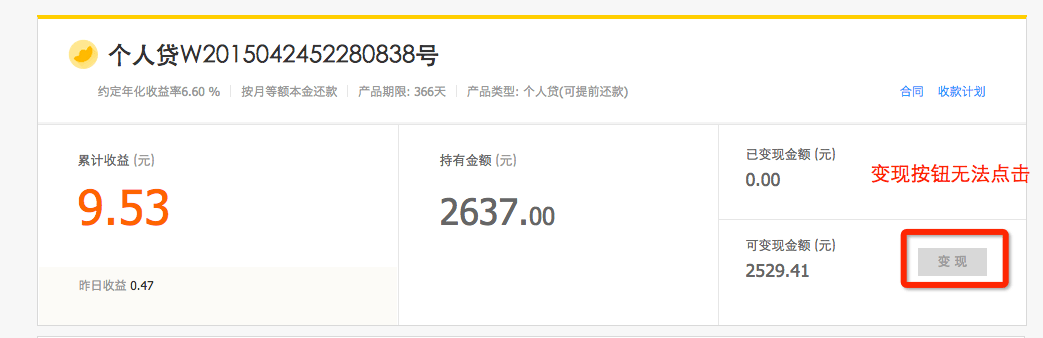 个人贷W2015042452280838号
约定年化收益率6.60 % 按月等额本金还款 产品期限: 366天 产品类型: 个人贷(可提前还款) 合同 收款计划
累计收益 (元)
9.53
昨日收益 0.47
持有金额 (元)
2637.00
已变现金额 (元)
0.00
变现按钮无法点击
可变现金额 (元)
2529.41
变 现